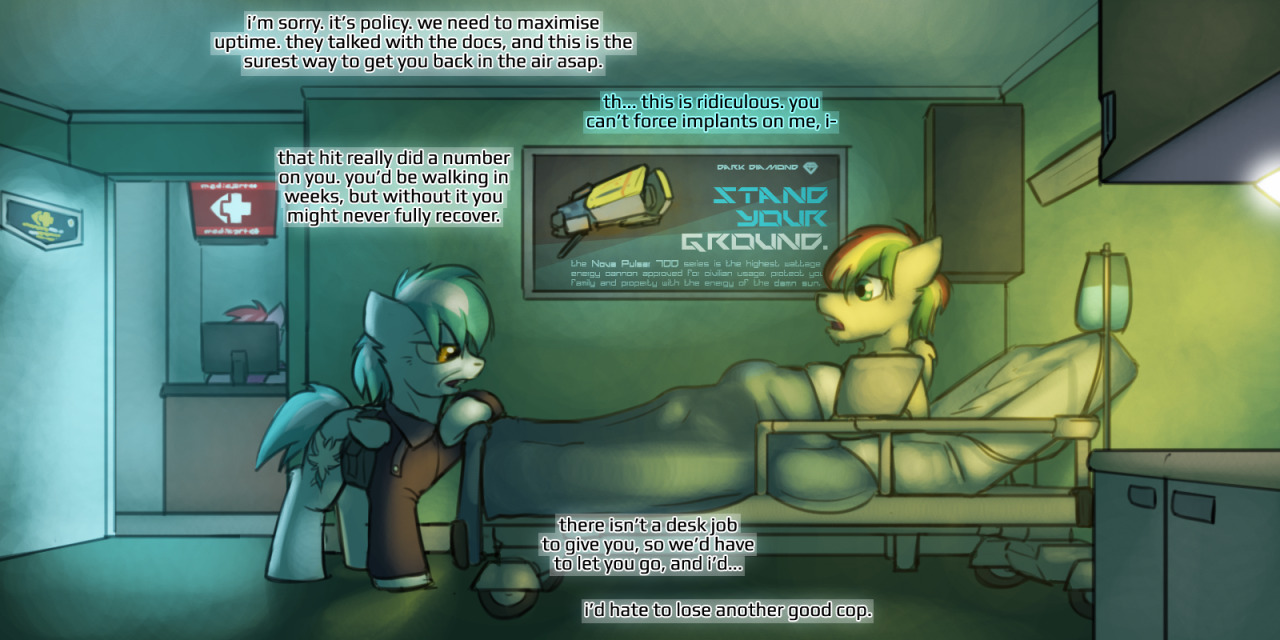 i'm sorry. it's policy. we need to maximise
uptime. they talked with the docs, and this is the
surest way to get you back in the air asap.
th... this is ridiculous. you
can't force implants on me, i-
that hit really did a number
on you. you'd be walking in
weeks, but without it you
might never fully recover.
DARK DIAMOND
STAND
YOUR
GROUND.
the Nova Pulsar 700 series is the highest wattage
energy cannon approved for civilian usage. protect you
family and property with the energy of the damn sun.
there isn't a desk job
to give you, so we'd have
to let you go, and i'd...
i'd hate to lose another good cop.